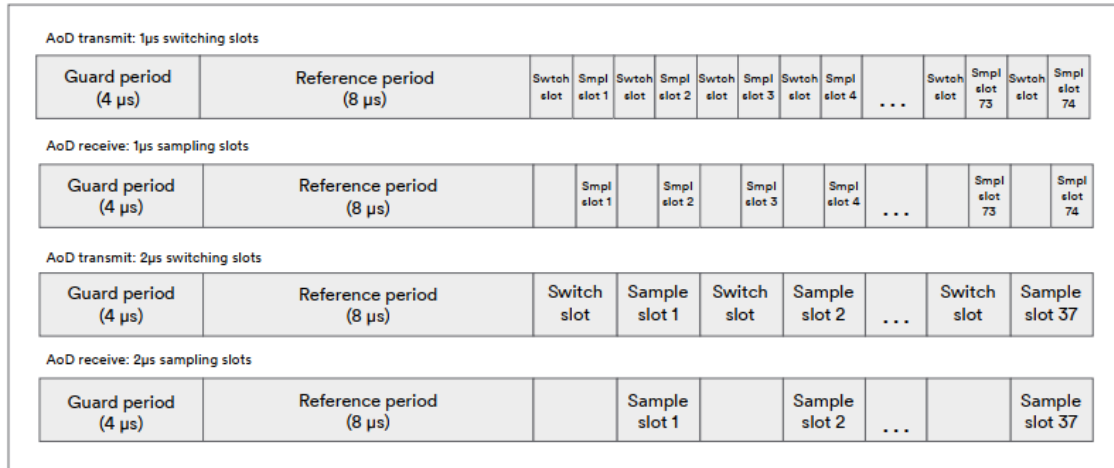 AoD transmit: 1µs switching slots
Guard period Reference period Swtch Smpl Swtch Smpl Swtch Smpl Swtch Smpl Swtch Smpl Swtch Smpl
(4 µs) (8 µs) slot slot 1 slot slot 2 slot slot 3 slot slot 4 ... slot slot 73 slot slot 74
AoD receive: 1µs sampling slots
Guard period Reference period Smpl Smpl Smpl Smpl Smpl Smpl
(4 µs) (8 µs) slot 1 slot 2 slot 3 slot 4 ... slot 73 slot 74
AoD transmit: 2µs switching slots
Guard period Reference period Switch Sample Switch Sample Switch Sample
(4 µs) (8 µs) slot slot 1 slot slot 2 ... slot slot 37
AoD receive: 2µs sampling slots
Guard period Reference period Sample Sample Sample
(4 µs) (8 µs) slot 1 slot 2 ... slot 37